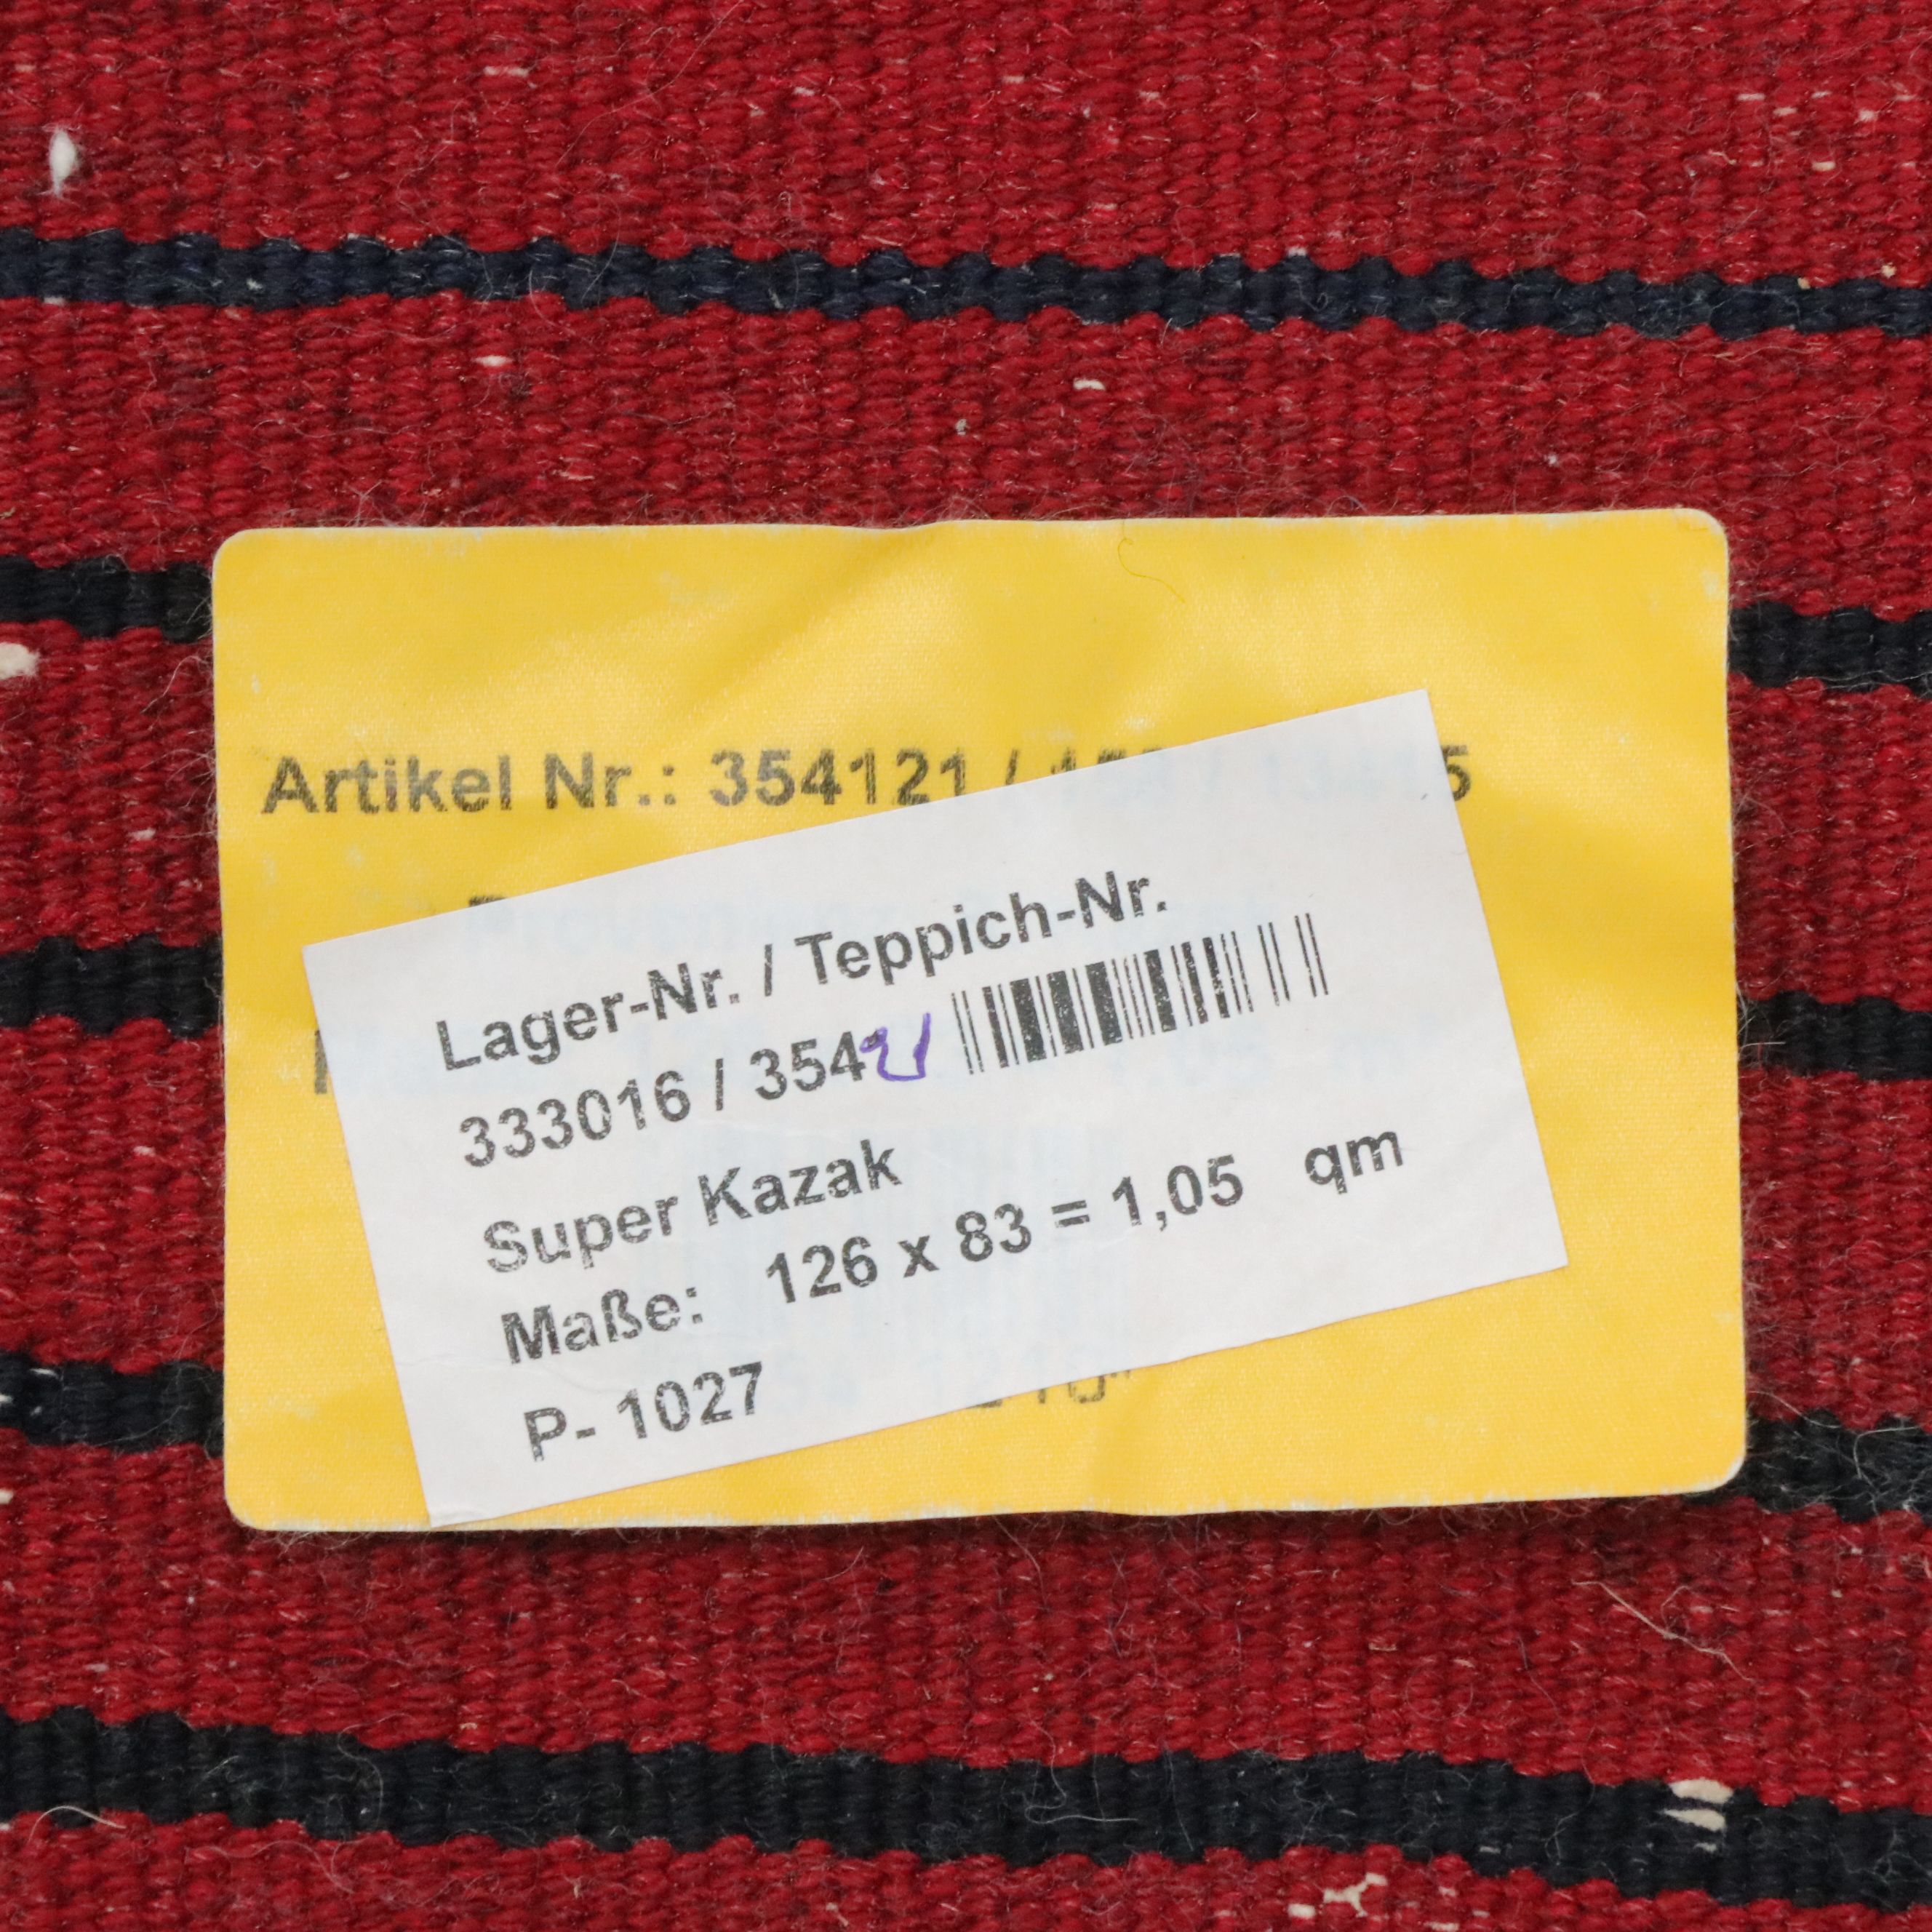 Artikel Nr.: 354121 /
Lager-Nr. / Teppich-Nr.
333016 / 354
Super Kazak
Maße: 126 x 83 = 1,05 qm
P- 1027